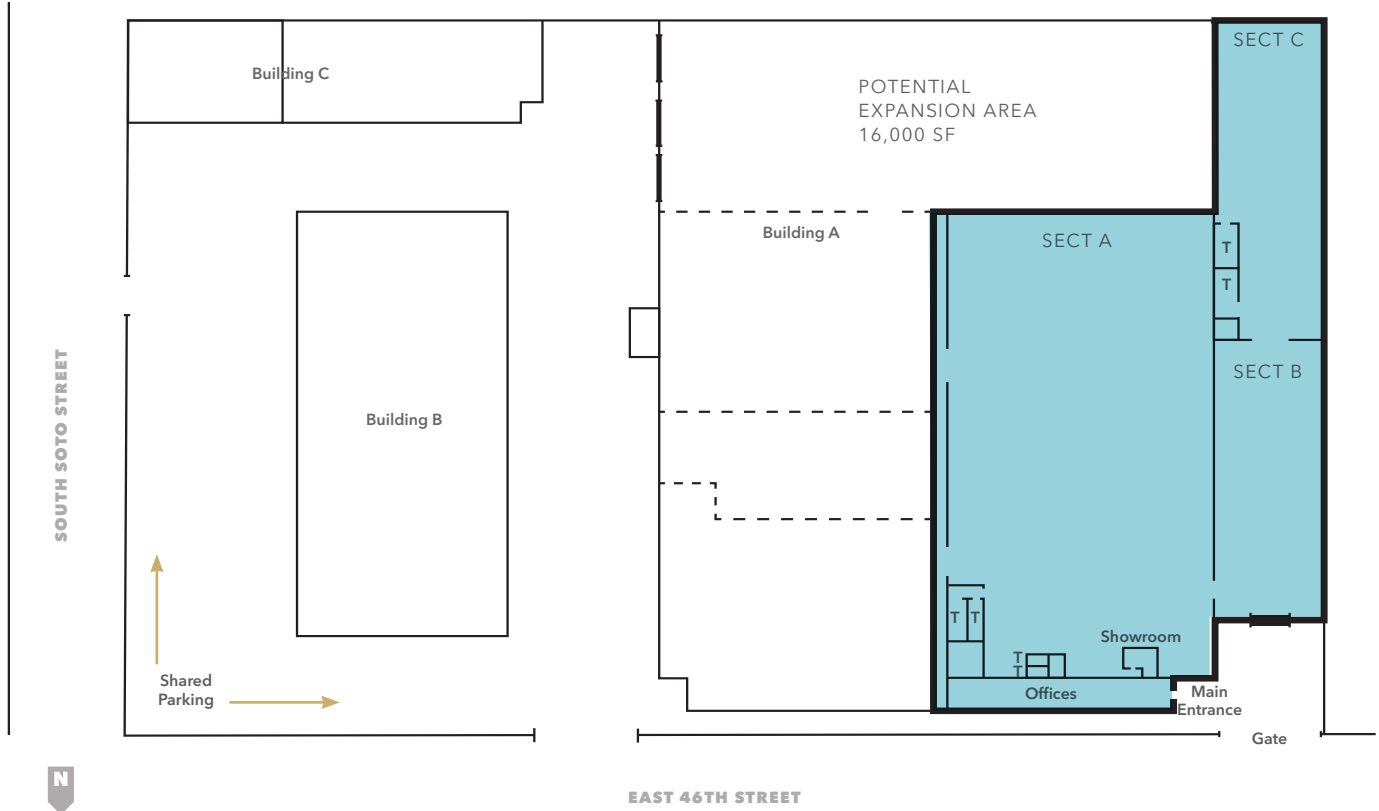 SECT C
Building C
POTENTIAL
EXPANSION AREA
16,000 SF
Building A
SECT A
T
T
SOUTH SOTO STREET
SECT B
Building B
T
T
Showroom
T
T
Shared
Parking
Offices
Main
Entrance
Gate
N
EAST 46TH STREET